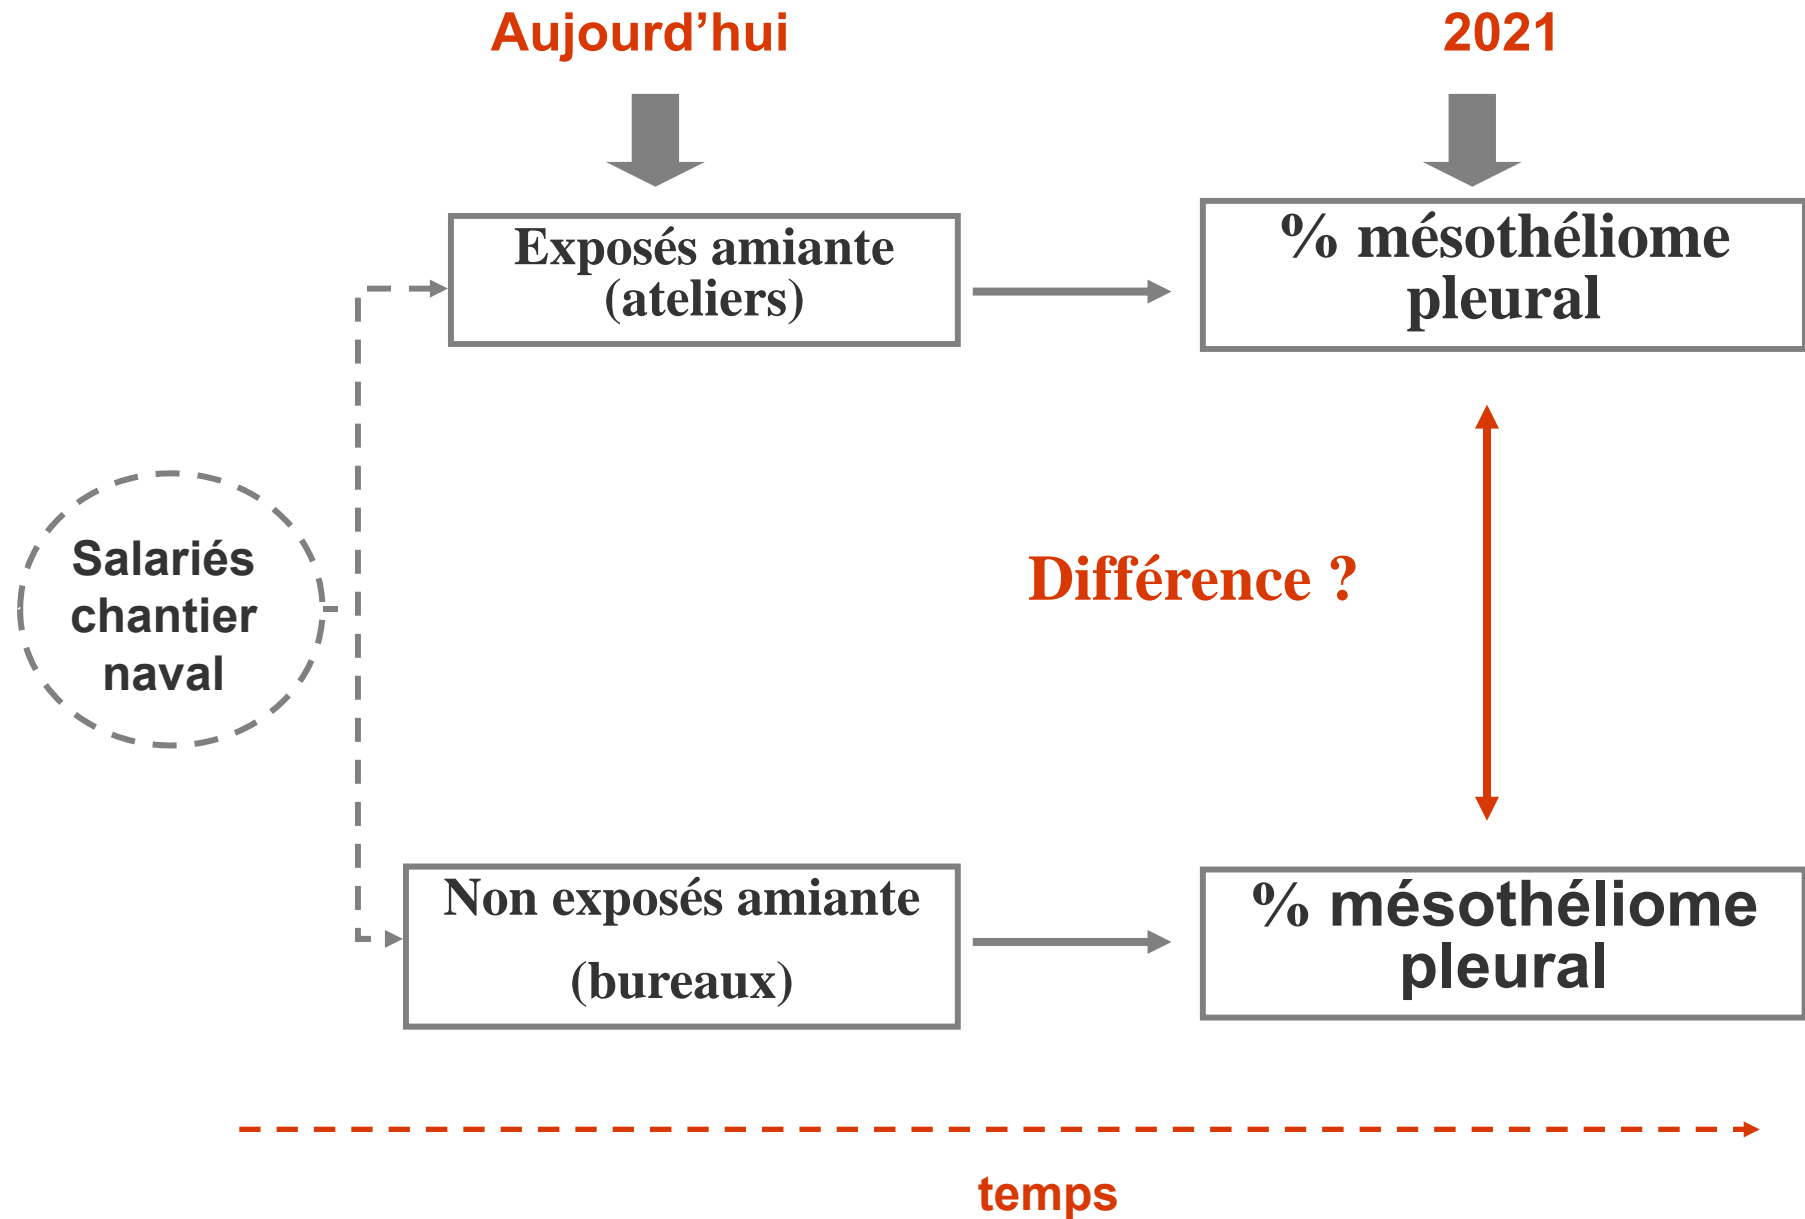 Aujourd’hui
2021
Exposés amiante
(ateliers)
% mésothéliome
pleural
Salariés
chantier
naval
Différence ?
Non exposés amiante
(bureaux)
% mésothéliome
pleural
temps